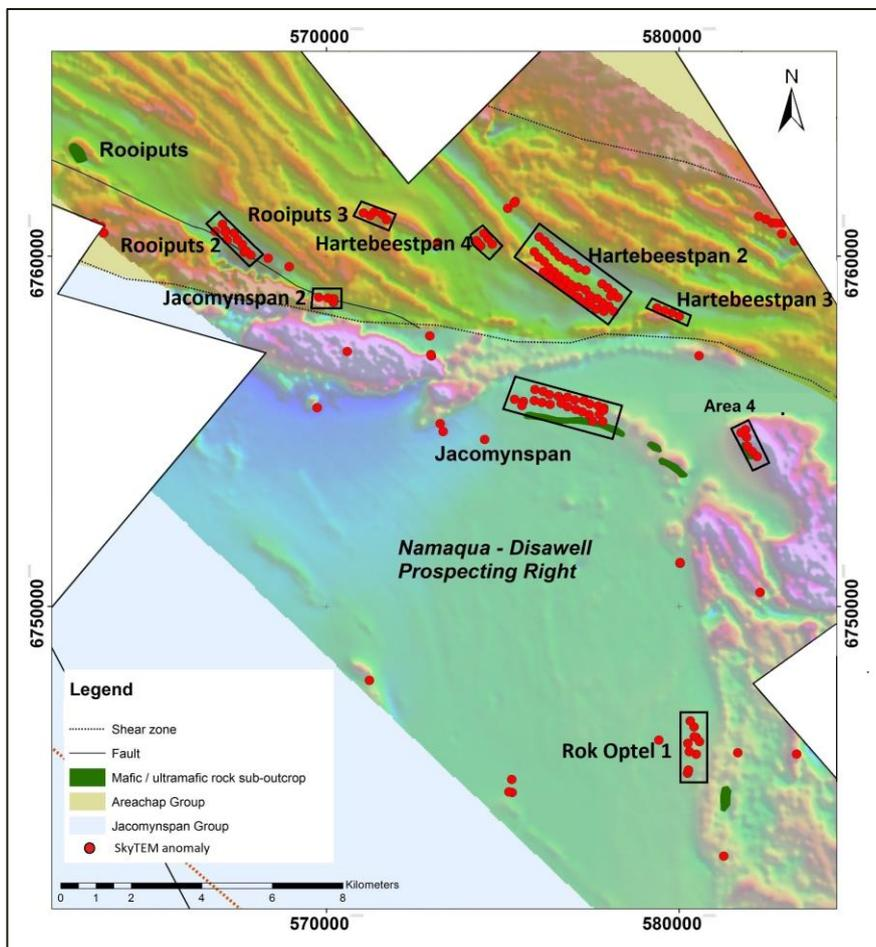 570000
580000
N
Rooiputs
Rooiputs 3
Rooiputs 2
Hartebeestpan 4
Hartebeestpan 2
6760000
6760000
Jacomynspan 2
Hartebeestpan 3
Area 4
Jacomynspan
Namaqua - Disawell
Prospecting Right
6750000
6750000
Rok Optel 1
Legend
Shear zone
Fault
Mafic / ultramafic rock sub-outcrop
Areachap Group
Jacomynspan Group
SkyTEM anomaly
Kilometers
0 1 2 4 6 8
570000
580000